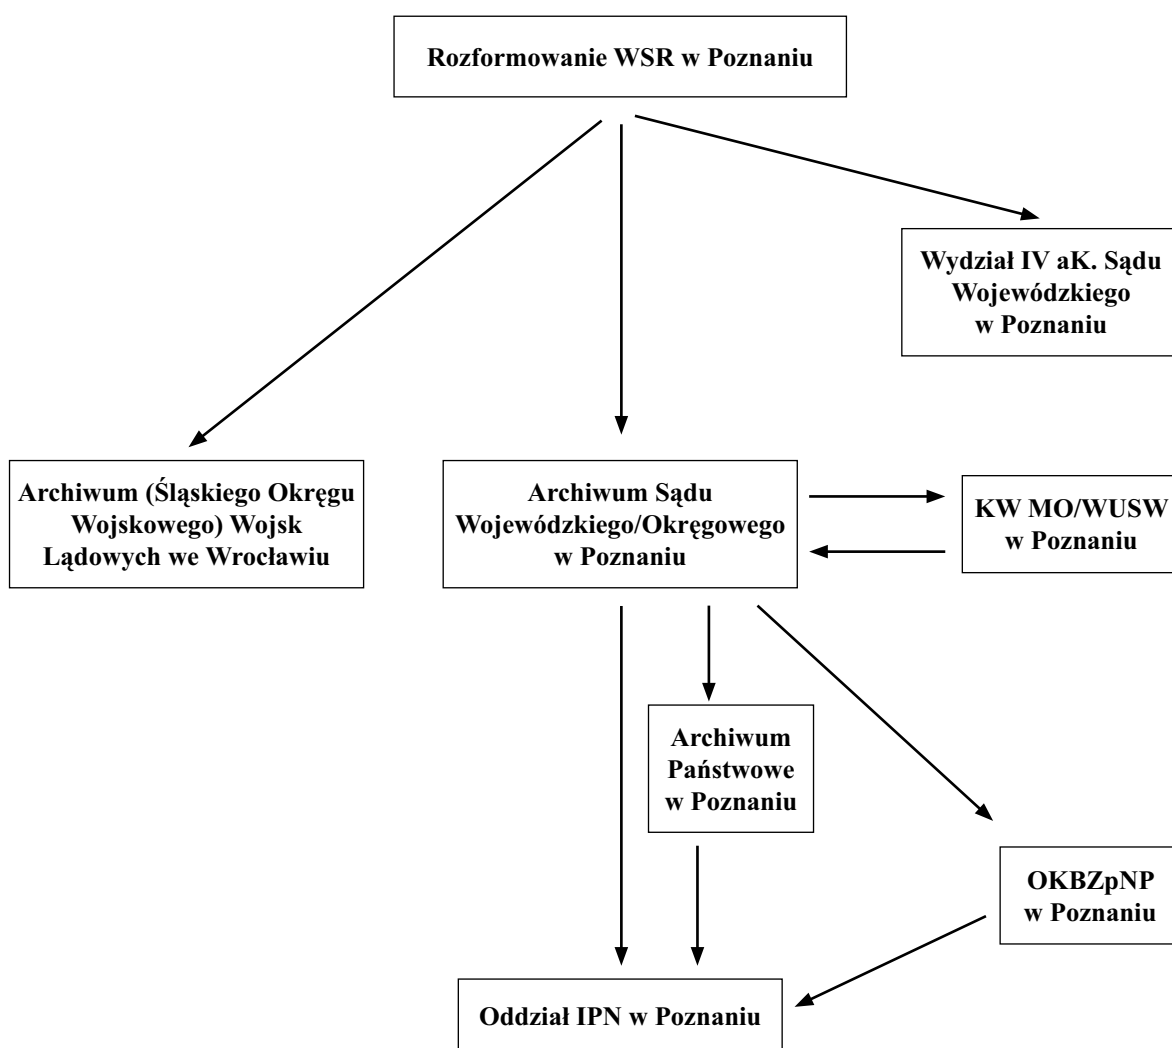 Rozformowanie WSR w Poznaniu
Wydział IV aK. Sądu
Wojewódzkiego
w Poznaniu
Archiwum (Śląskiego Okręgu
Wojskowego) Wojsk
Lądowych we Wrocławiu
Archiwum Sądu
Wojewódzkiego/Okręgowego
w Poznaniu
KW MO/WUSW
w Poznaniu
Archiwum
Państwowe
w Poznaniu
OKBZpNP
w Poznaniu
Oddział IPN w Poznaniu